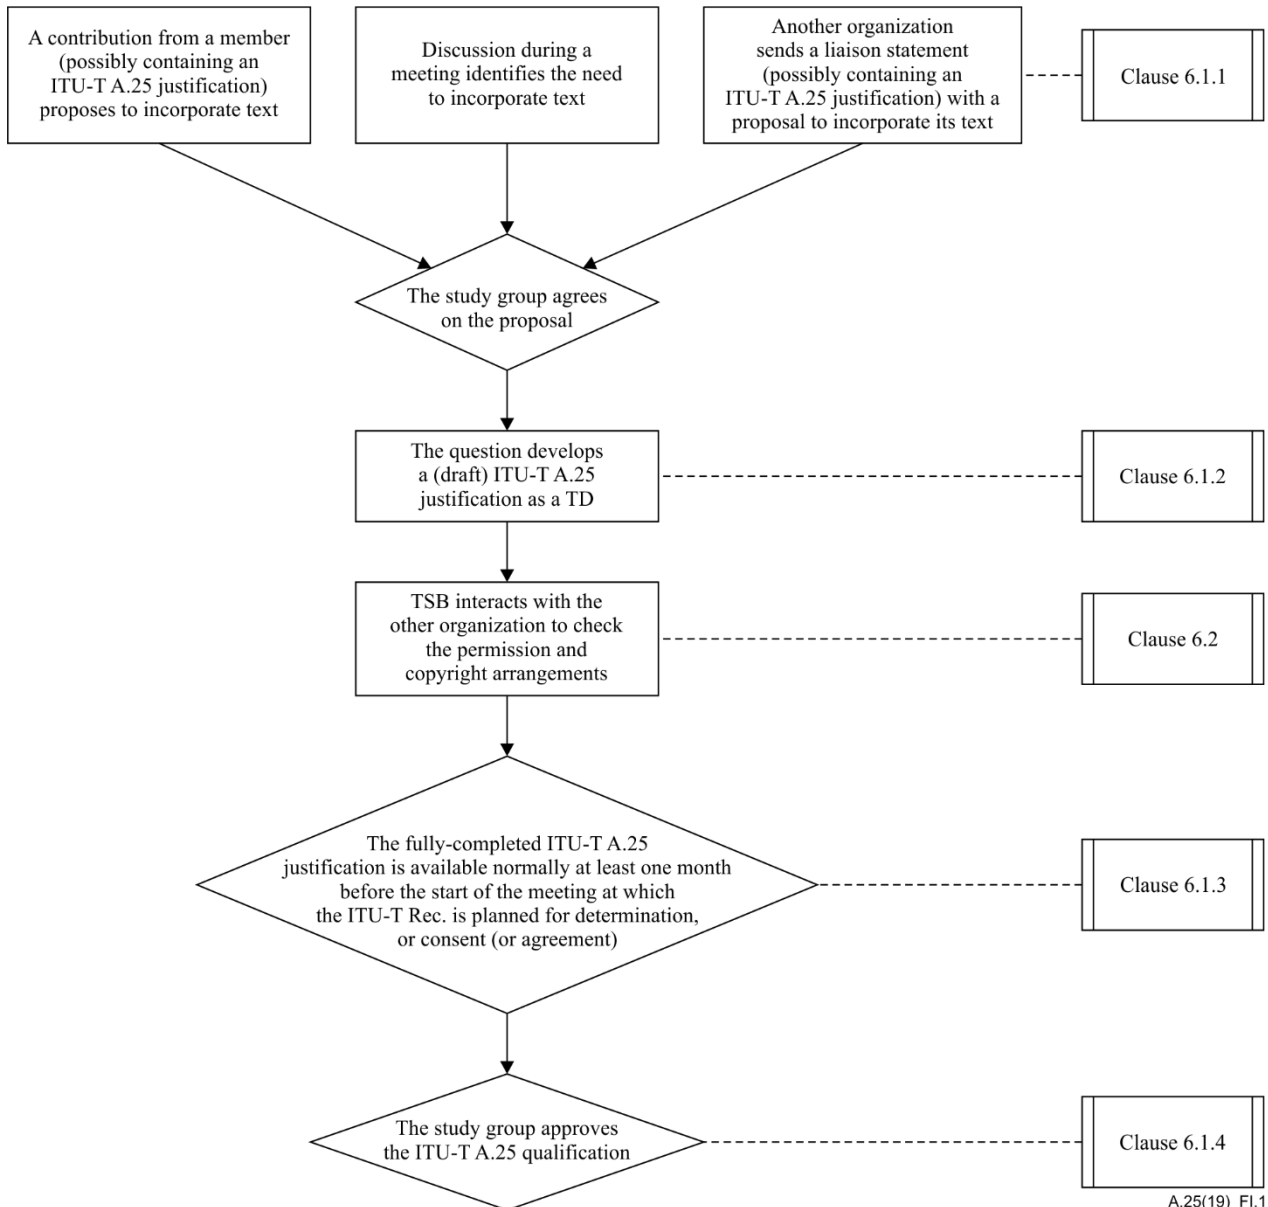 A contribution from a member
(possibly containing an
ITU-T A.25 justification)
proposes to incorporate text
Discussion during a
meeting identifies the need
to incorporate text
Another organization
sends a liaison statement
(possibly containing an
ITU-T A.25 justification) with a
proposal to incorporate its text
Clause 6.1.1
The study group agrees
on the proposal
The question develops
a (draft) ITU-T A.25
justification as a TD
Clause 6.1.2
TSB interacts with the
other organization to check
the permission and
copyright arrangements
Clause 6.2
The fully-completed ITU-T A.25
justification is available normally at least one month
before the start of the meeting at which
the ITU-T Rec. is planned for determination,
or consent (or agreement)
Clause 6.1.3
The study group approves
the ITU-T A.25 qualification
Clause 6.1.4
A.25(19)_FI.1